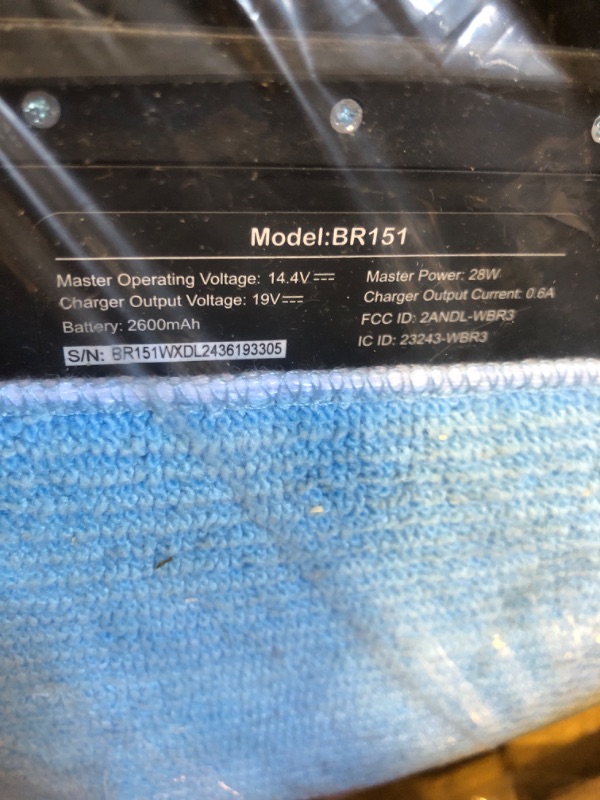 Model:BR151
Master Operating Voltage: 14.4V⎓ Master Power: 28W
Charger Output Voltage: 19V⎓ Charger Output Current: 0.6A
Battery: 2600mAh FCC ID: 2ANDL-WBR3
S/N: BR151WXDL2436193305 IC ID: 23243-WBR3